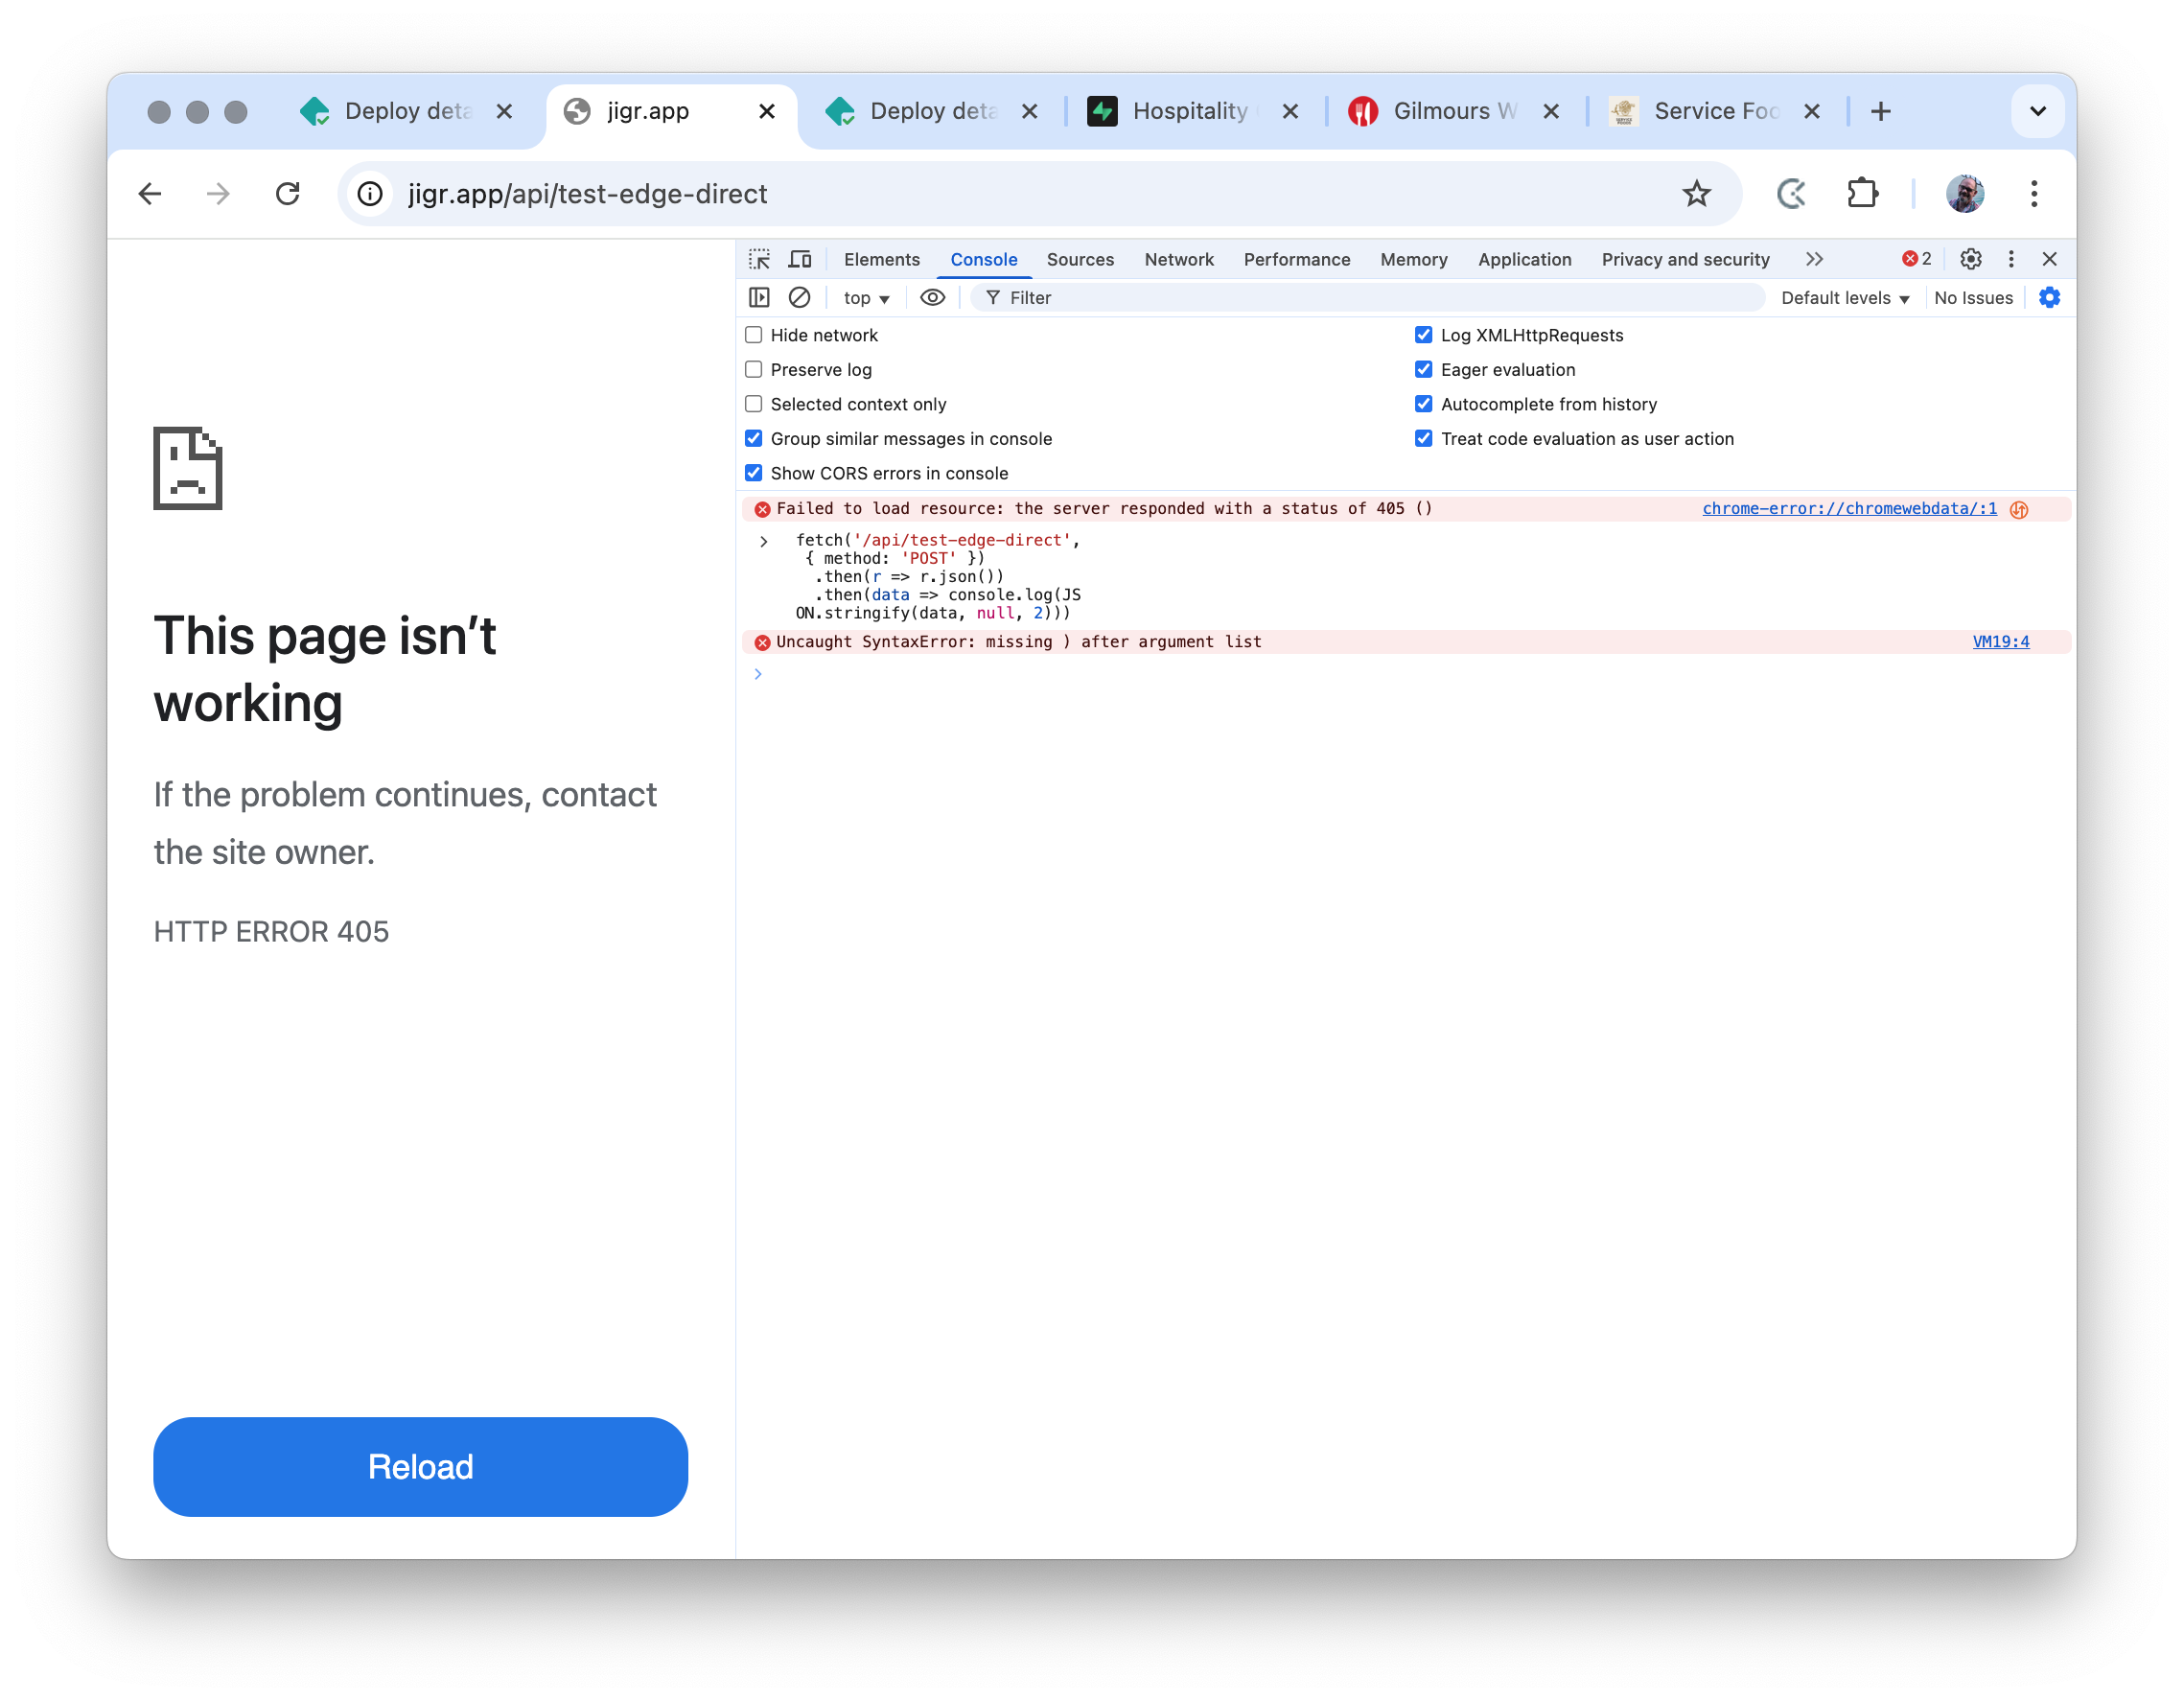 Deploy deta
jigr.app
Deploy deta
Hospitality
Gilmours W
Service Foo
jigr.app/api/test-edge-direct
Elements
Console
Sources
Network
Performance
Memory
Application
Privacy and security
2
top
Filter
Default levels
No Issues
Hide network
Log XMLHttpRequests
Preserve log
Eager evaluation
Selected context only
Autocomplete from history
Group similar messages in console
Treat code evaluation as user action
Show CORS errors in console
Failed to load resource: the server responded with a status of 405 ()
chrome-error://chromewebdata/:1
fetch('/api/test-edge-direct',
{ method: 'POST' })
.then(r => r.json())
.then(data => console.log(JS
ON.stringify(data, null, 2)))
Uncaught SyntaxError: missing ) after argument list
VM19:4
This page isn’t
working
If the problem continues, contact
the site owner.
HTTP ERROR 405
Reload